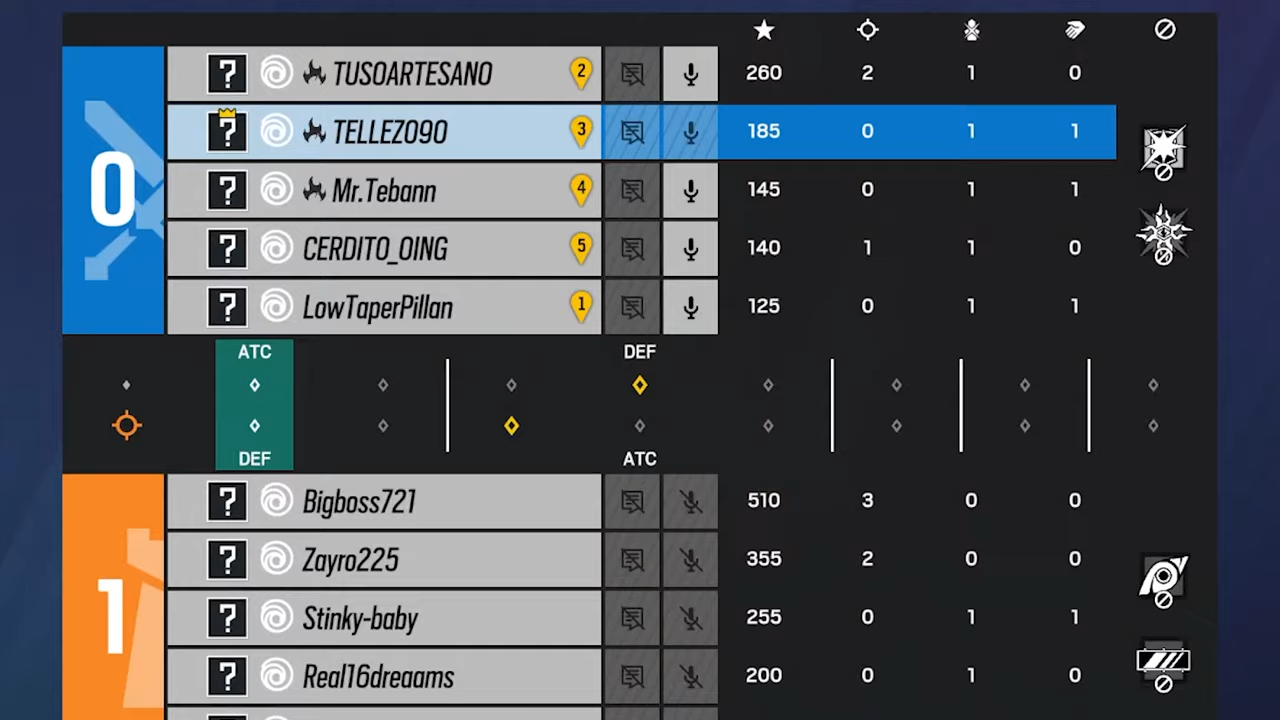 0
? TUSOARTESANO 2 260 2 1 0
? TELLEZ090 3 185 0 1 1
? Mr.Tebann 4 145 0 1 1
? CERDITO_OING 5 140 1 1 0
? LowTaperPillan 1 125 0 1 1
ATC DEF
DEF ATC
1
? Bigboss721 510 3 0 0
? Zayro225 355 2 0 0
? Stinky-baby 255 0 1 1
? Real16dreaams 200 0 1 0